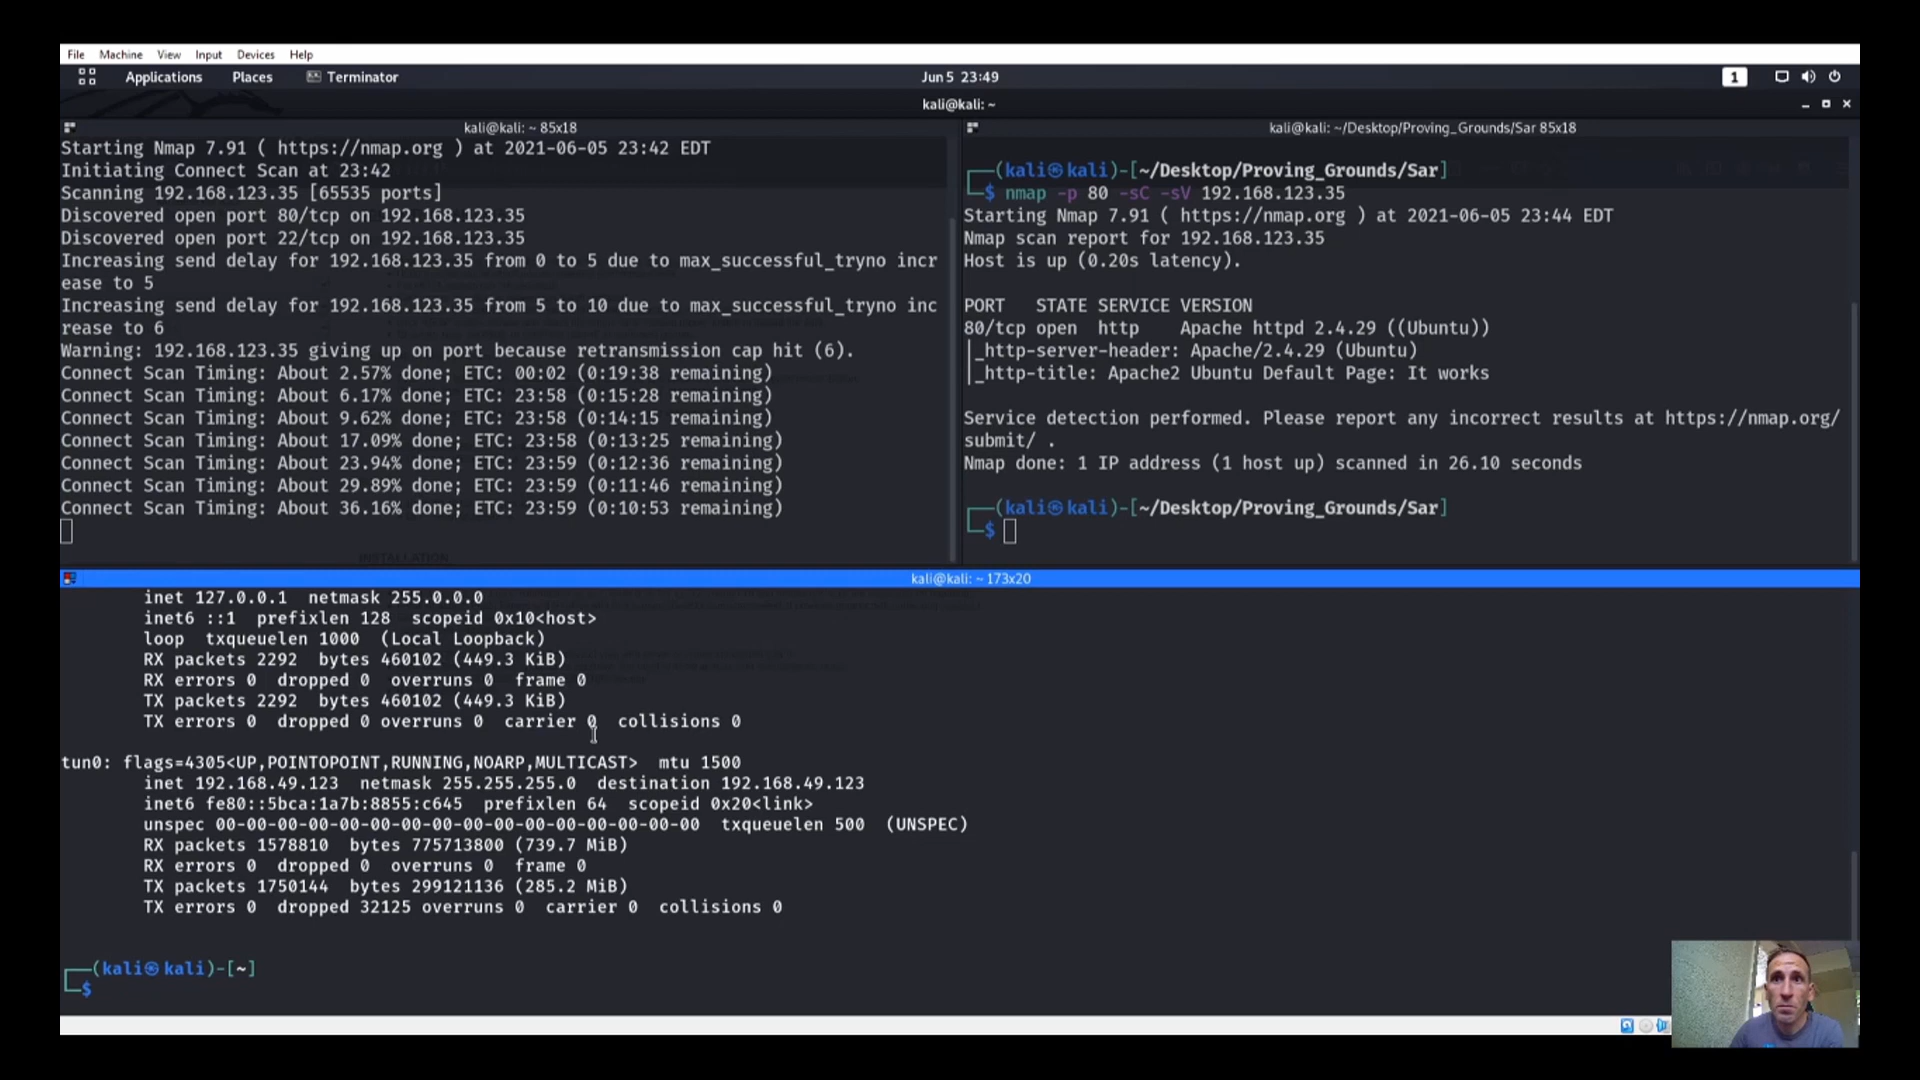 File Machine View Input Devices Help
Applications Places Terminator Jun 5 23:49 1
kali@kali: ~
kali@kali: ~ 85x18
Starting Nmap 7.91 ( https://nmap.org ) at 2021-06-05 23:42 EDT
Initiating Connect Scan at 23:42
Scanning 192.168.123.35 [65535 ports]
Discovered open port 80/tcp on 192.168.123.35
Discovered open port 22/tcp on 192.168.123.35
Increasing send delay for 192.168.123.35 from 0 to 5 due to max_successful_tryno incr
ease to 5
Increasing send delay for 192.168.123.35 from 5 to 10 due to max_successful_tryno inc
rease to 6
Warning: 192.168.123.35 giving up on port because retransmission cap hit (6).
Connect Scan Timing: About 2.57% done; ETC: 00:02 (0:19:38 remaining)
Connect Scan Timing: About 6.17% done; ETC: 23:58 (0:15:28 remaining)
Connect Scan Timing: About 9.62% done; ETC: 23:58 (0:14:15 remaining)
Connect Scan Timing: About 17.09% done; ETC: 23:58 (0:13:25 remaining)
Connect Scan Timing: About 23.94% done; ETC: 23:59 (0:12:36 remaining)
Connect Scan Timing: About 29.89% done; ETC: 23:59 (0:11:46 remaining)
Connect Scan Timing: About 36.16% done; ETC: 23:59 (0:10:53 remaining)
kali@kali: ~/Desktop/Proving_Grounds/Sar 85x18
(kali㉿kali)-[~/Desktop/Proving_Grounds/Sar]
$ nmap -p 80 -sC -sV 192.168.123.35
Starting Nmap 7.91 ( https://nmap.org ) at 2021-06-05 23:44 EDT
Nmap scan report for 192.168.123.35
Host is up (0.20s latency).
PORT STATE SERVICE VERSION
80/tcp open http Apache httpd 2.4.29 ((Ubuntu))
|_http-server-header: Apache/2.4.29 (Ubuntu)
|_http-title: Apache2 Ubuntu Default Page: It works
Service detection performed. Please report any incorrect results at https://nmap.org/
submit/ .
Nmap done: 1 IP address (1 host up) scanned in 26.10 seconds
(kali㉿kali)-[~/Desktop/Proving_Grounds/Sar]
$
kali@kali: ~ 173x20
inet 127.0.0.1 netmask 255.0.0.0
inet6 ::1 prefixlen 128 scopeid 0x10<host>
loop txqueuelen 1000 (Local Loopback)
RX packets 2292 bytes 460102 (449.3 KiB)
RX errors 0 dropped 0 overruns 0 frame 0
TX packets 2292 bytes 460102 (449.3 KiB)
TX errors 0 dropped 0 overruns 0 carrier 0 collisions 0
tun0: flags=4305<UP,POINTOPOINT,RUNNING,NOARP,MULTICAST> mtu 1500
inet 192.168.49.123 netmask 255.255.255.0 destination 192.168.49.123
inet6 fe80::5bca:1a7b:8855:c645 prefixlen 64 scopeid 0x20<link>
unspec 00-00-00-00-00-00-00-00-00-00-00-00-00-00-00-00 txqueuelen 500 (UNSPEC)
RX packets 1578810 bytes 775713800 (739.7 MiB)
RX errors 0 dropped 0 overruns 0 frame 0
TX packets 1750144 bytes 299121136 (285.2 MiB)
TX errors 0 dropped 32125 overruns 0 carrier 0 collisions 0
(kali㉿kali)-[~]
$